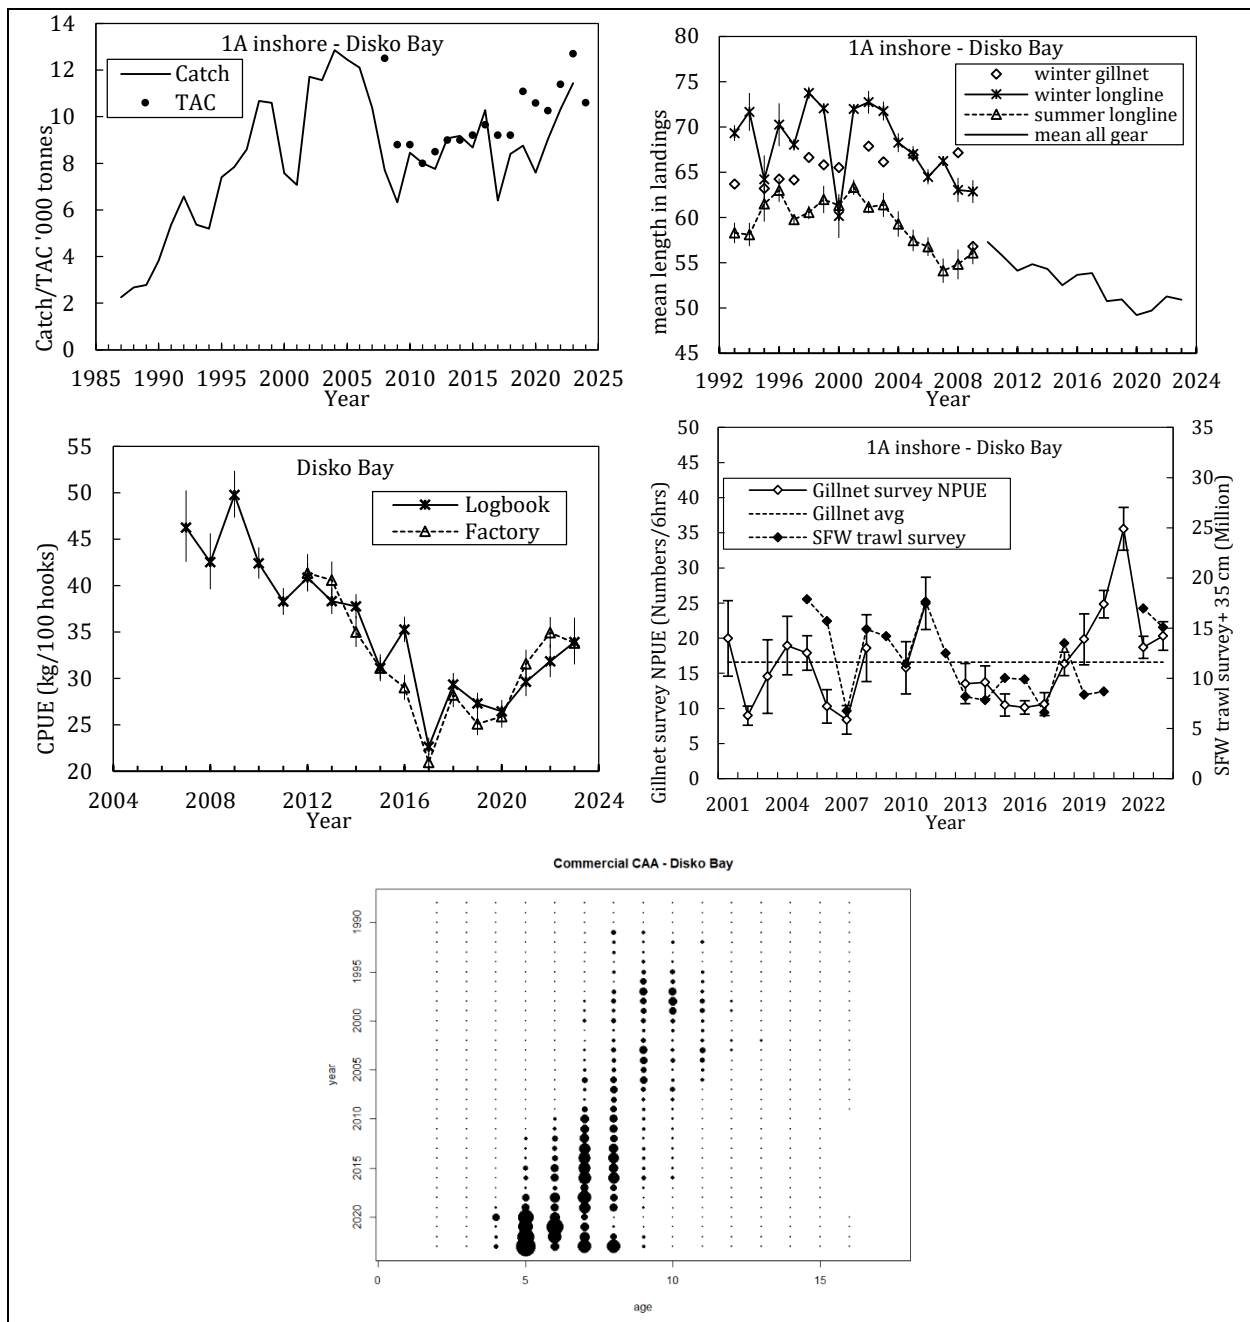 1A inshore - Disko Bay
Catch
TAC
Catch/TAC '000 tonnes
14
12
10
8
6
4
2
0
1985 1990 1995 2000 2005 2010 2015 2020 2025
Year
1A inshore - Disko Bay
winter gillnet
winter longline
summer longline
mean all gear
mean length in landings
80
75
70
65
60
55
50
45
1992 1996 2000 2004 2008 2012 2016 2020 2024
Year
Disko Bay
Logbook
Factory
CPUE (kg/100 hooks)
55
50
45
40
35
30
25
20
2004 2008 2012 2016 2020 2024
Year
1A inshore - Disko Bay
Gillnet survey NPUE
Gillnet avg
SFW trawl survey
Gillnet survey NPUE (Numbers/6hrs)
50
45
40
35
30
25
20
15
10
5
0
SFW trawl survey+ 35 cm (Million)
35
30
25
20
15
10
5
0
2001 2004 2007 2010 2013 2016 2019 2022
Year
Commercial CAA - Disko Bay
year
1990
1995
2000
2005
2010
2015
2020
0 5 10 15
age